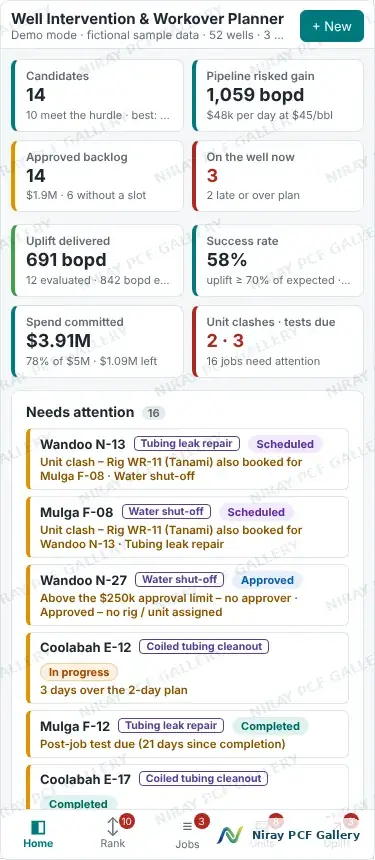 Well Intervention & Workover Planner
Demo mode · fictional sample data · 52 wells · 3 ...
+ New
Candidates
14
10 meet the hurdle · best: ...
Pipeline risked gain
1,059 bopd
$48k per day at $45/bbl
Approved backlog
14
$1.9M · 6 without a slot
On the well now
3
2 late or over plan
Uplift delivered
691 bopd
12 evaluated · 842 bopd e...
Success rate
58%
uplift ≥ 70% of expected ·...
Spend committed
$3.91M
78% of $5M · $1.09M left
Unit clashes · tests due
2 · 3
16 jobs need attention
Needs attention 16
Wandoo N-13 Tubing leak repair Scheduled
Unit clash – Rig WR-11 (Tanami) also booked for
Mulga F-08 · Water shut-off
Mulga F-08 Water shut-off Scheduled
Unit clash – Rig WR-11 (Tanami) also booked for
Wandoo N-13 · Tubing leak repair
Wandoo N-27 Water shut-off Approved
Above the $250k approval limit – no approver ·
Approved – no rig / unit assigned
Coolabah E-12 Coiled tubing cleanout
In progress
3 days over the 2-day plan
Mulga F-12 Tubing leak repair Completed
Post-job test due (21 days since completion)
Coolabah E-17 Coiled tubing cleanout
Completed
10 3
Home Rank Jobs Units Uplift
Niray PCF Gallery
NIRAY PCF GALLERY